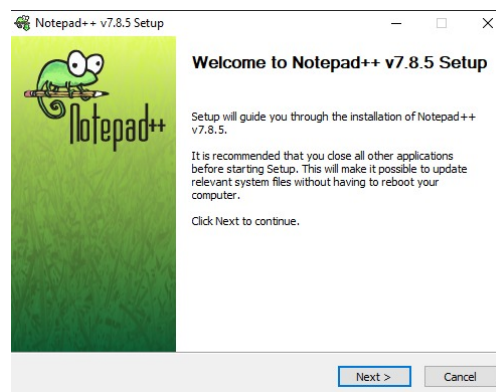 Notepad++ v7.8.5 Setup
Notepad++
Welcome to Notepad++ v7.8.5 Setup
Setup will guide you through the installation of Notepad++
v7.8.5.
It is recommended that you close all other applications
before starting Setup. This will make it possible to update
relevant system files without having to reboot your
computer.
Click Next to continue.
Next >
Cancel